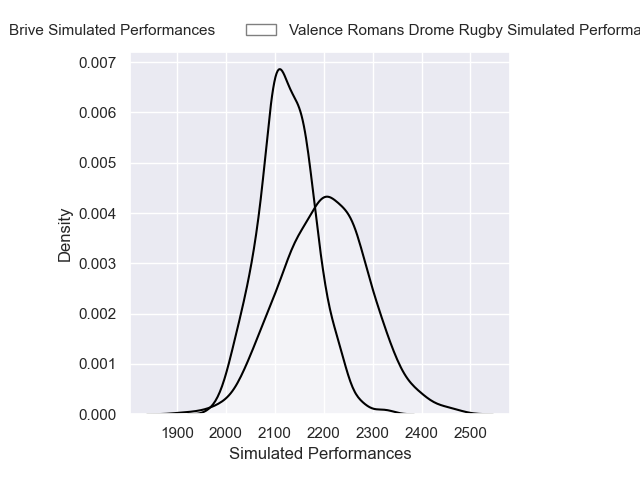 Brive Simulated Performances Valence Romans Drome Rugby Simulated Performa
0.007
0.006
0.005
0.004
0.003
0.002
0.001
0.000
Density
1900 2000 2100 2200 2300 2400 2500
Simulated Performances